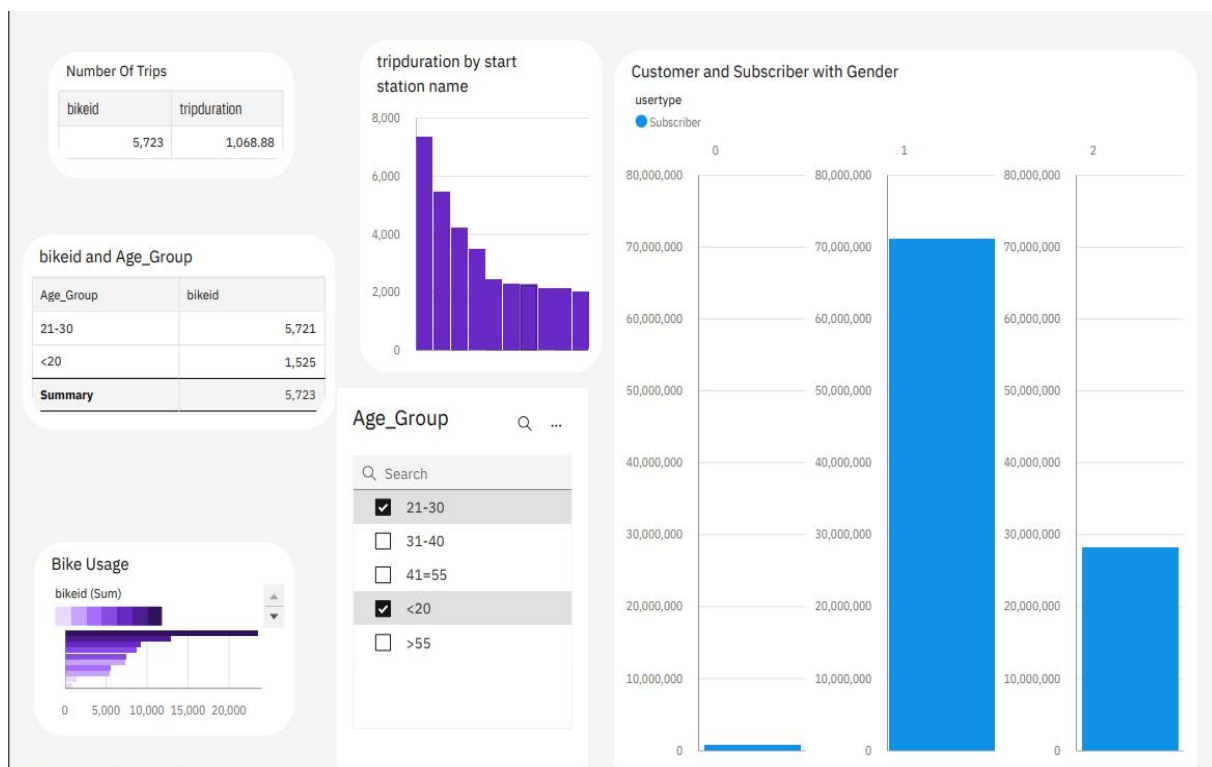 Number Of Trips
bikeid tripduration
5,723 1,068.88
bikeid and Age_Group
Age_Group bikeid
21-30 5,721
<20 1,525
Summary 5,723
Bike Usage
bikeid (Sum)
0 5,000 10,000 15,000 20,000
tripduration by start
station name
8,000
6,000
4,000
2,000
0
Age_Group
Search
21-30
31-40
41=55
<20
>55
Customer and Subscriber with Gender
usertype
Subscriber
0 1 2
80,000,000 80,000,000 80,000,000
70,000,000 70,000,000 70,000,000
60,000,000 60,000,000 60,000,000
50,000,000 50,000,000 50,000,000
40,000,000 40,000,000 40,000,000
30,000,000 30,000,000 30,000,000
20,000,000 20,000,000 20,000,000
10,000,000 10,000,000 10,000,000
0 0 0